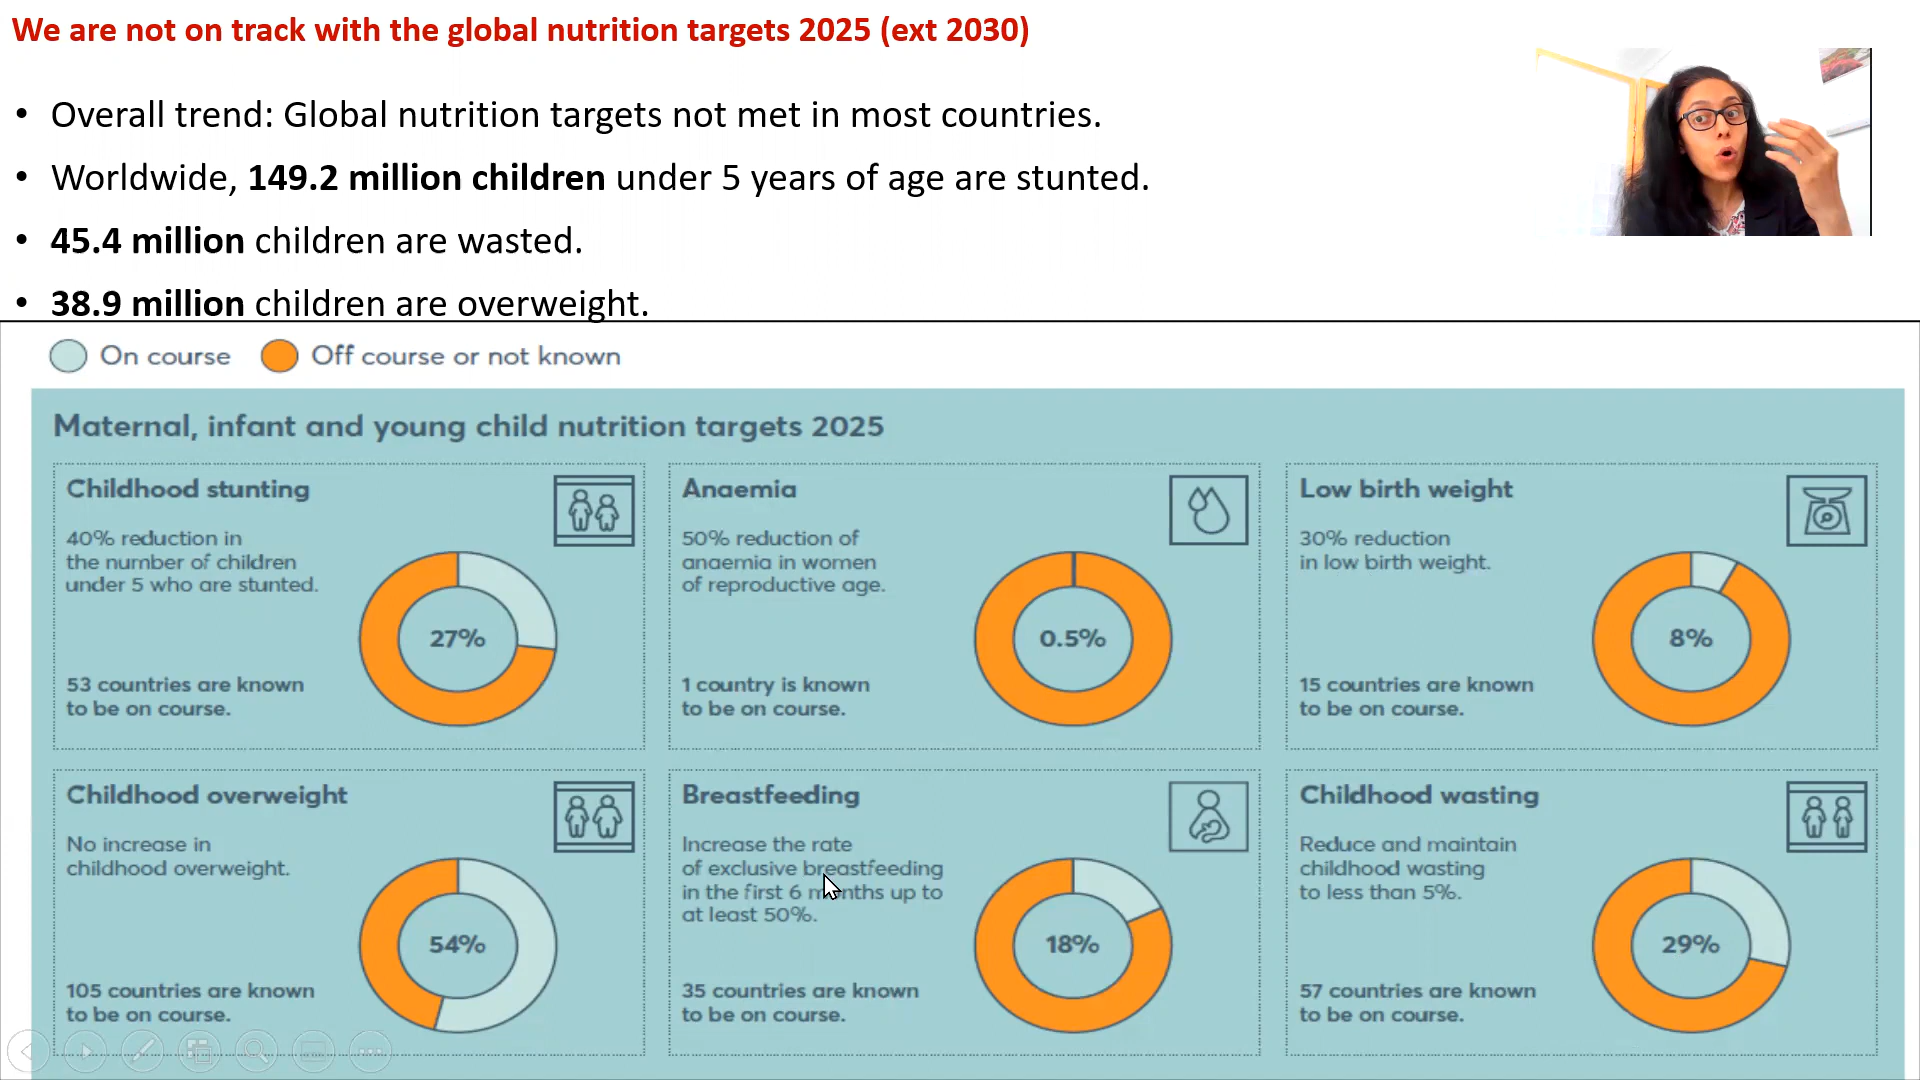 We are not on track with the global nutrition targets 2025 (ext 2030)
• Overall trend: Global nutrition targets not met in most countries.
• Worldwide, 149.2 million children under 5 years of age are stunted.
• 45.4 million children are wasted.
• 38.9 million children are overweight.
On course
Off course or not known
Maternal, infant and young child nutrition targets 2025
Childhood stunting
40% reduction in
the number of children
under 5 who are stunted.
27%
53 countries are known
to be on course.
Anaemia
50% reduction of
anaemia in women
of reproductive age.
0.5%
1 country is known
to be on course.
Low birth weight
30% reduction
in low birth weight.
8%
15 countries are known
to be on course.
Childhood overweight
No increase in
childhood overweight.
54%
105 countries are known
to be on course.
Breastfeeding
Increase the rate
of exclusive breastfeeding
in the first 6 months up to
at least 50%.
18%
35 countries are known
to be on course.
Childhood wasting
Reduce and maintain
childhood wasting
to less than 5%.
29%
57 countries are known
to be on course.